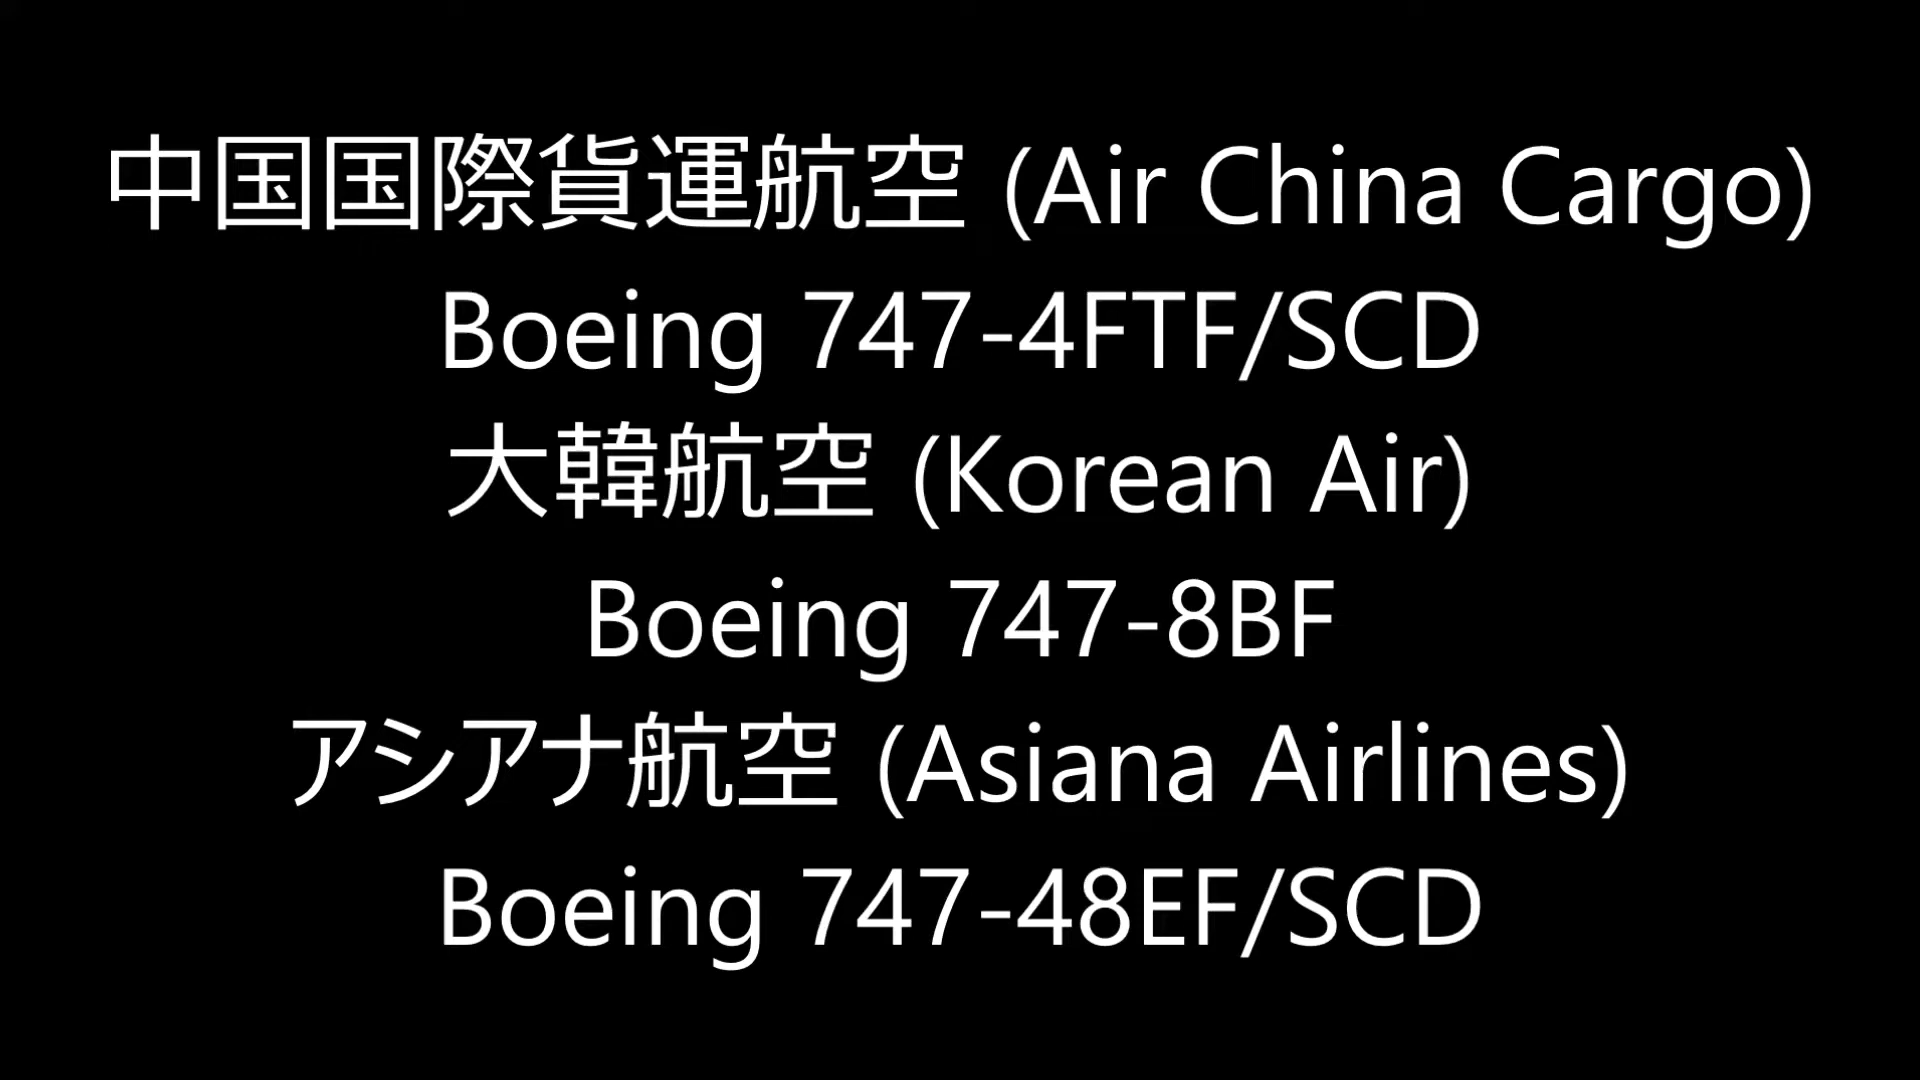 中国国際貨運航空 (Air China Cargo)
Boeing 747-4FTF/SCD
大韓航空 (Korean Air)
Boeing 747-8BF
アシアナ航空 (Asiana Airlines)
Boeing 747-48EF/SCD